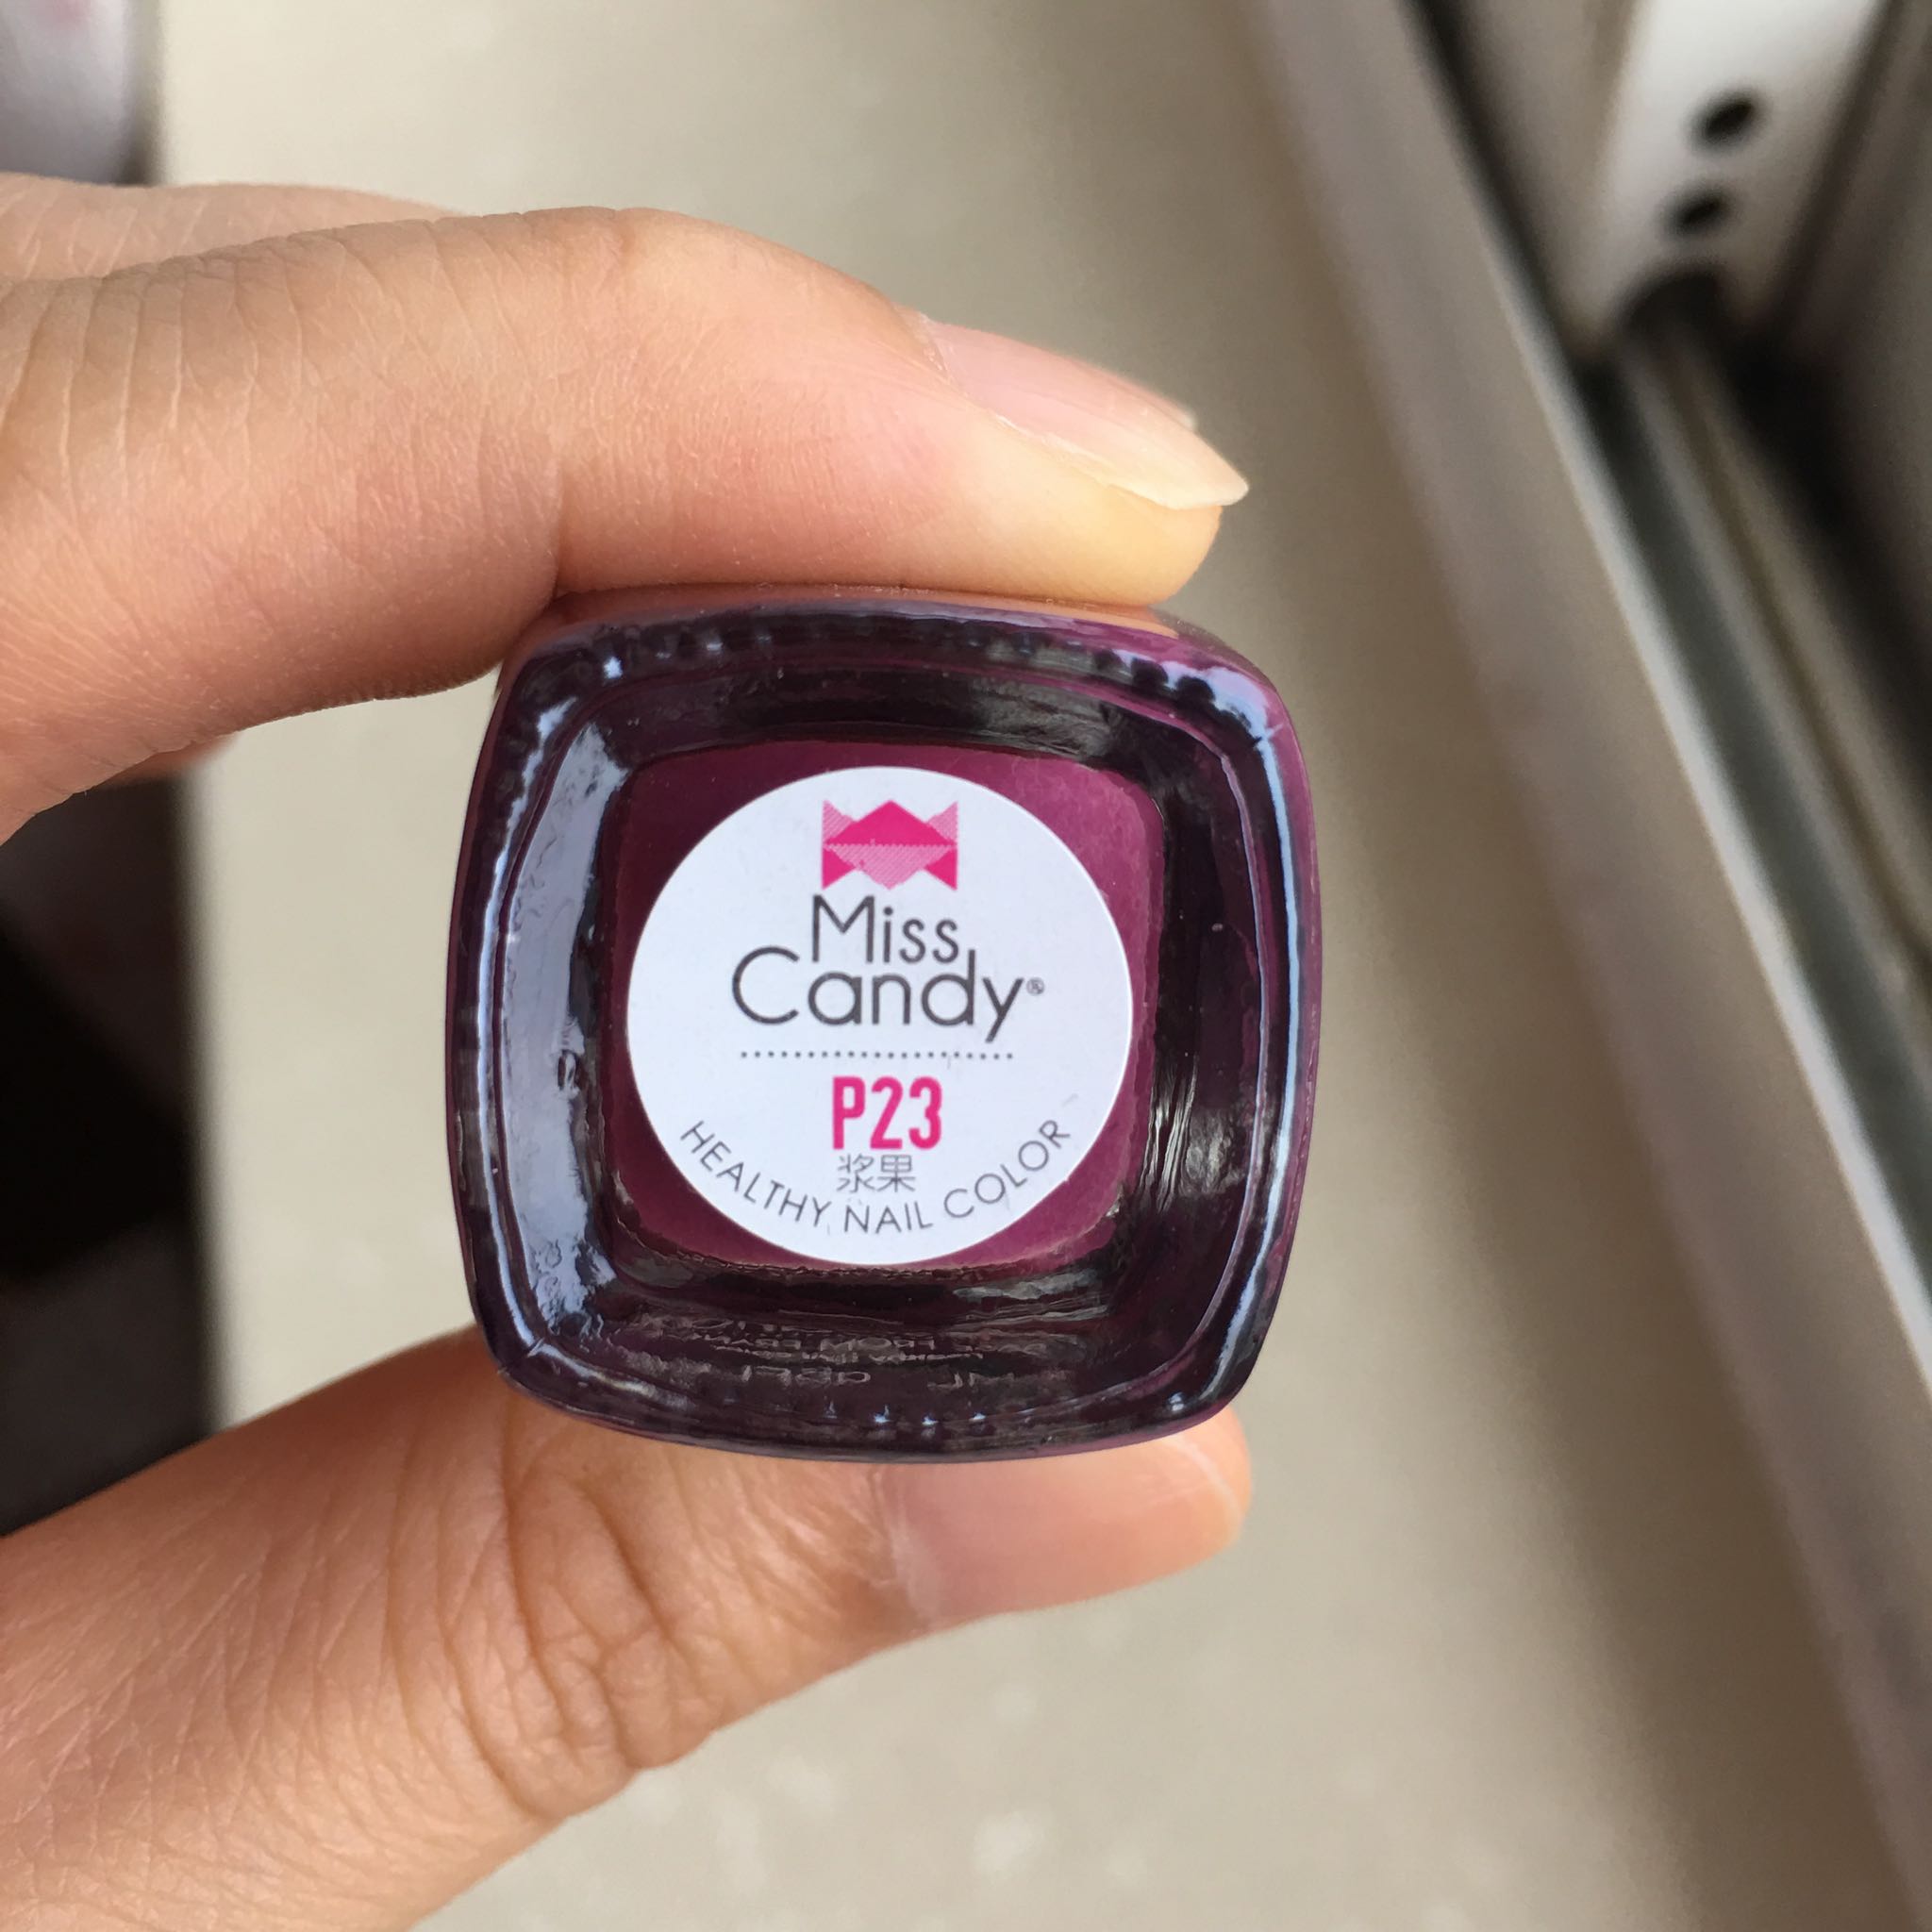 Miss
Candy®
P23
浆果
HEALTHY NAIL COLOR